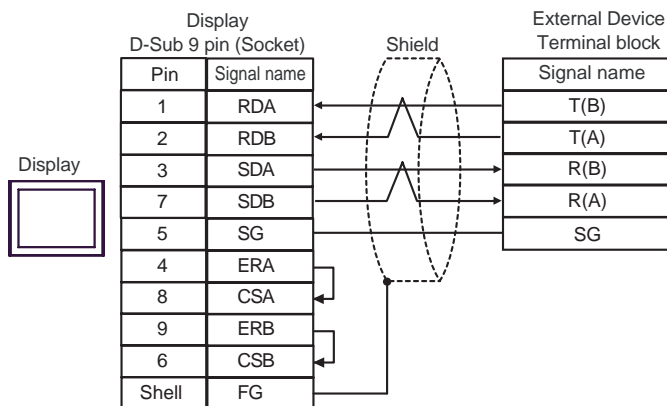 Display
D-Sub 9 pin (Socket)
Shield
External Device
Terminal block
Pin Signal name
Signal name
1 RDA
T(B)
2 RDB
T(A)
Display
3 SDA
R(B)
7 SDB
R(A)
5 SG
SG
4 ERA
8 CSA
9 ERB
6 CSB
Shell FG